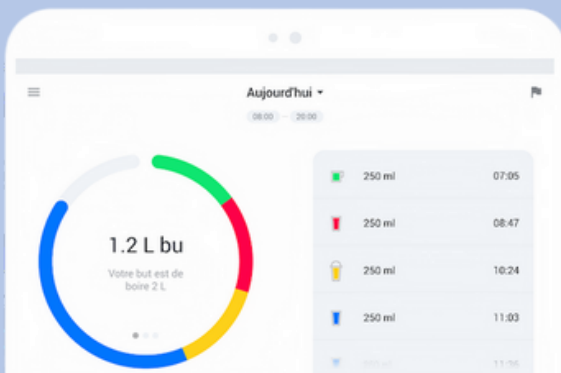 Aujourd'hui
08:00 — 20:00
1.2 L bu
Votre but est de
boire 2 L
250 ml 07:05
250 ml 08:47
250 ml 10:24
250 ml 11:03